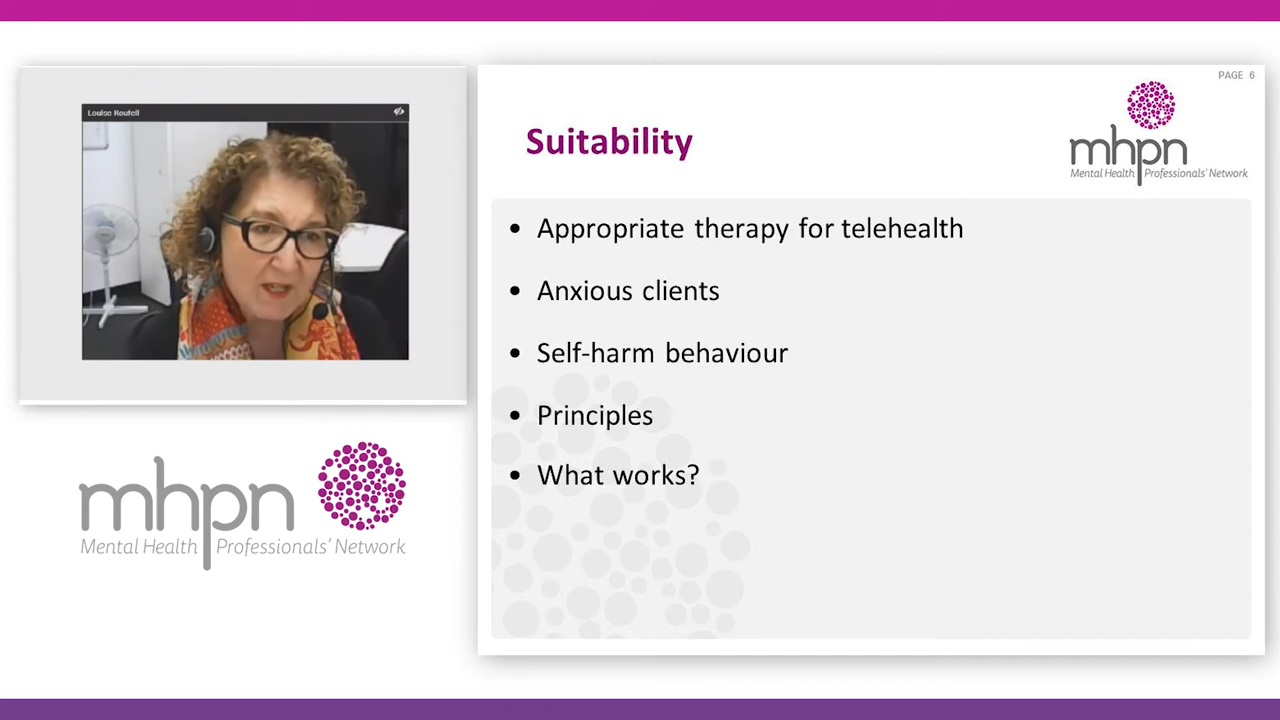 Louise Routell
PAGE 6
mhpn
Mental Health Professionals' Network
Suitability
• Appropriate therapy for telehealth
• Anxious clients
• Self-harm behaviour
• Principles
• What works?
mhpn
Mental Health Professionals' Network